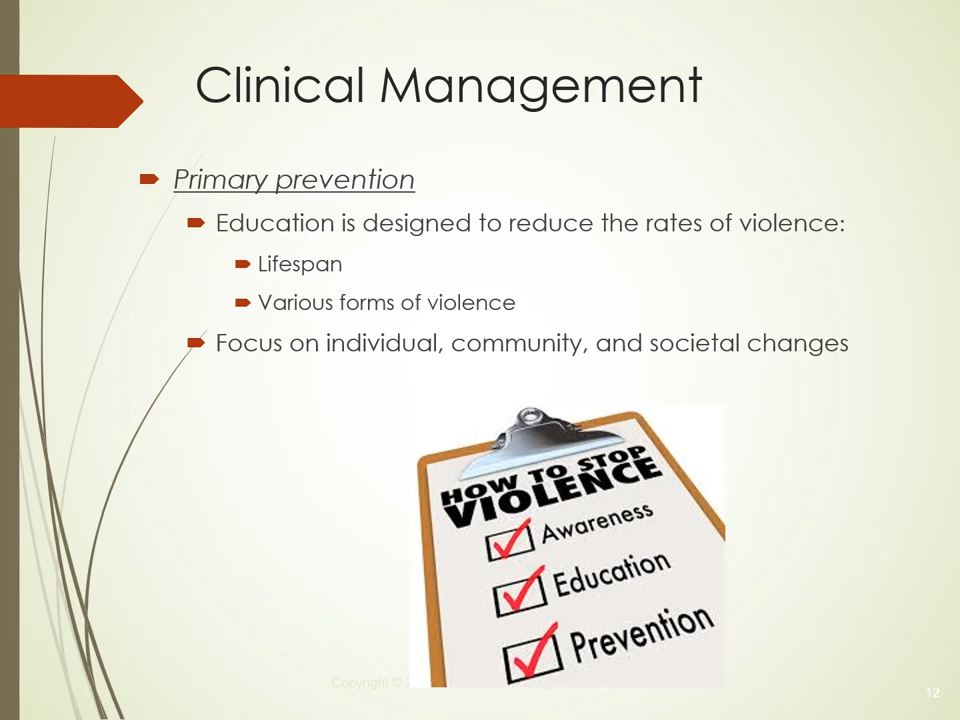 Clinical Management
Primary prevention
Education is designed to reduce the rates of violence:
Lifespan
Various forms of violence
Focus on individual, community, and societal changes
HOW TO STOP
VIOLENCE
Awareness
Education
Prevention
Copyright ©
12